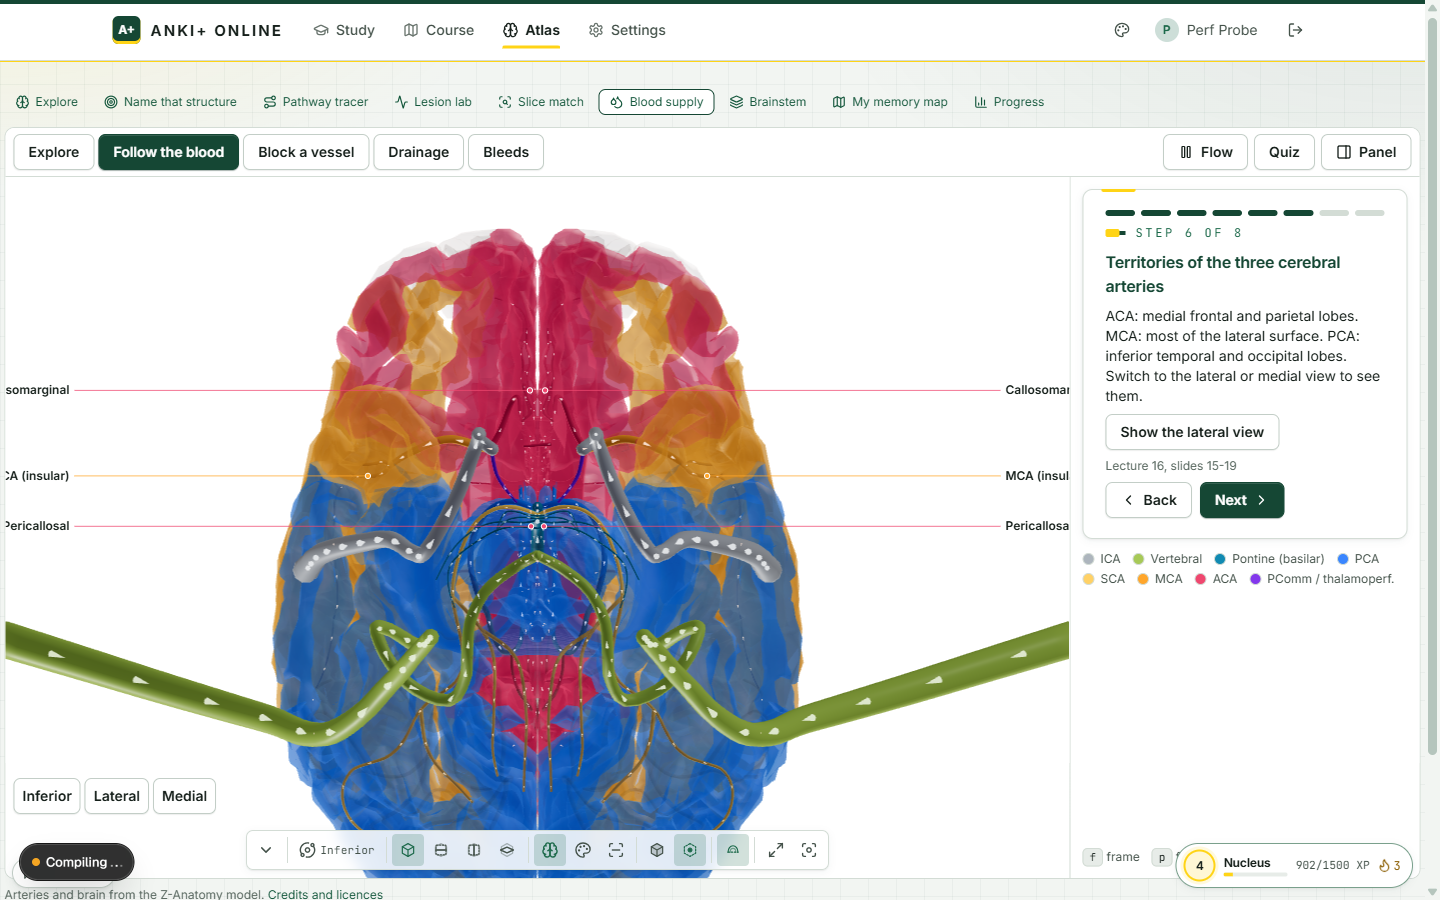 A+ ANKI+ ONLINE Study Course Atlas Settings P Perf Probe
Explore Name that structure Pathway tracer Lesion lab Slice match Blood supply Brainstem My memory map Progress
Explore Follow the blood Block a vessel Drainage Bleeds Flow Quiz Panel
STEP 6 OF 8
Territories of the three cerebral
arteries
ACA: medial frontal and parietal lobes.
MCA: most of the lateral surface. PCA:
inferior temporal and occipital lobes.
Switch to the lateral or medial view to see
them.
Show the lateral view
Lecture 16, slides 15-19
Back Next
ICA Vertebral Pontine (basilar) PCA
SCA MCA ACA PComm / thalamoperf.
somarginal Callosomar
CA (insular) MCA (insul
Pericallosal Pericallosa
Inferior Lateral Medial
Inferior
Compiling ...
f frame p
4 Nucleus 902/1500 XP 3
Arteries and brain from the Z-Anatomy model. Credits and licences